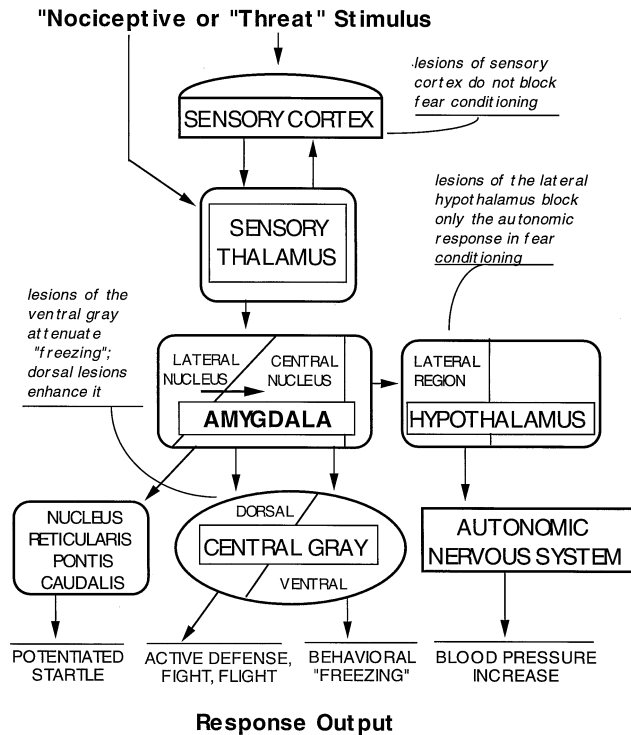 "Nociceptive or "Threat" Stimulus
lesions of sensory
cortex do not block
fear conditioning
SENSORY CORTEX
lesions of the lateral
hypothalamus block
only the autonomic
response in fear
conditioning
SENSORY
THALAMUS
lesions of the
ventral gray
attenuate
"freezing";
dorsal lesions
enhance it
LATERAL
NUCLEUS
CENTRAL
NUCLEUS
AMYGDALA
LATERAL
REGION
HYPOTHALAMUS
NUCLEUS
RETICULARIS
PONTIS
CAUDALIS
DORSAL
CENTRAL GRAY
VENTRAL
AUTONOMIC
NERVOUS SYSTEM
POTENTIATED
STARTLE
ACTIVE DEFENSE,
FIGHT, FLIGHT
BEHAVIORAL
"FREEZING"
BLOOD PRESSURE
INCREASE
Response Output